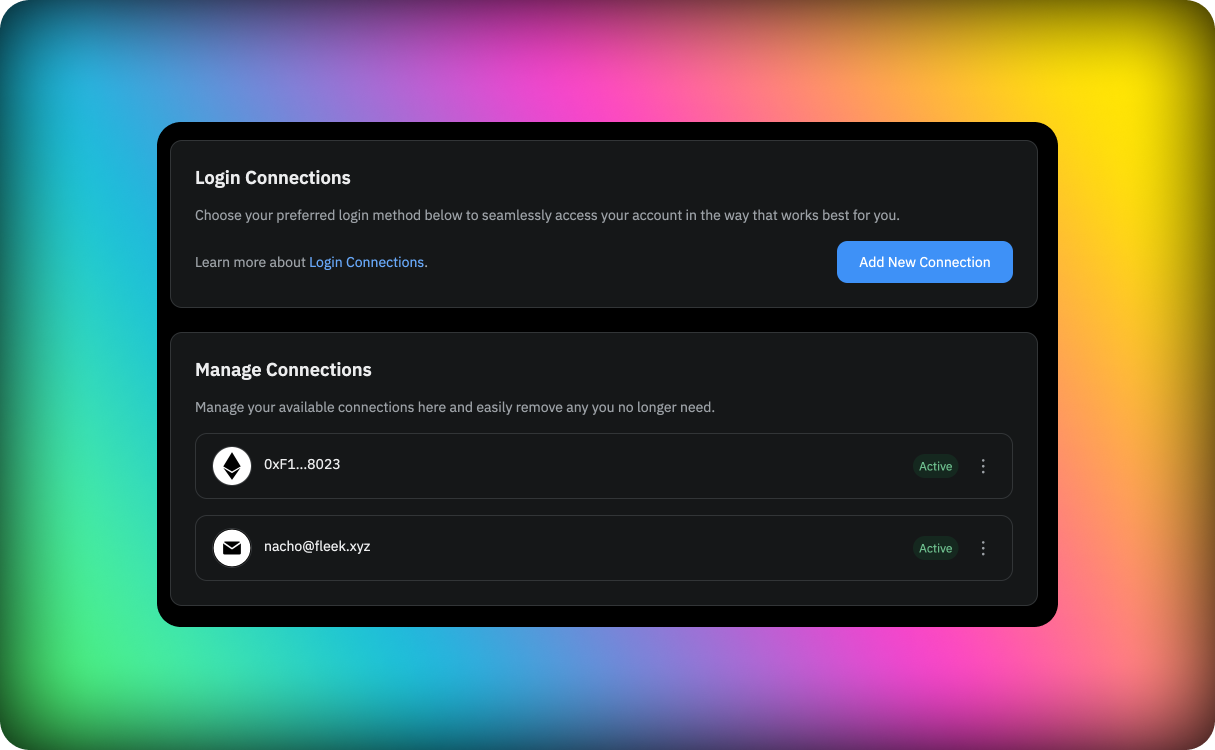 Login Connections
Choose your preferred login method below to seamlessly access your account in the way that works best for you.
Learn more about Login Connections.
Add New Connection
Manage Connections
Manage your available connections here and easily remove any you no longer need.
0xF1...8023
Active
nacho@fleek.xyz
Active